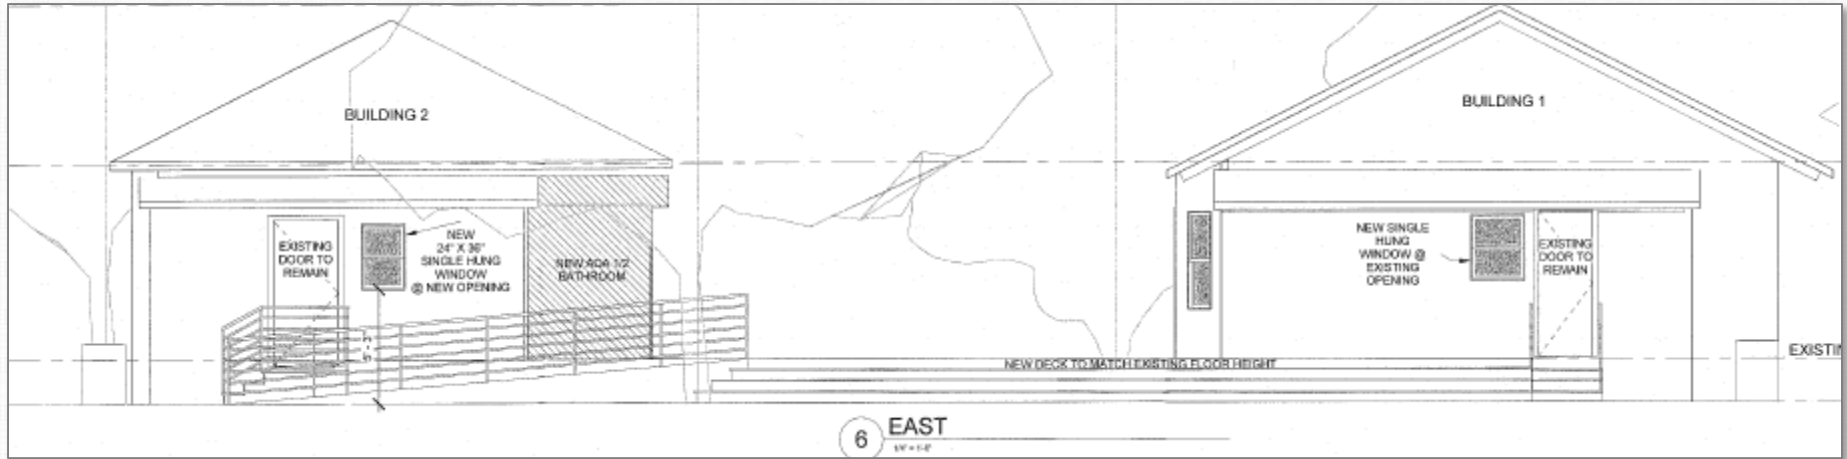 BUILDING 2
BUILDING 1
EXISTING
DOOR TO
REMAIN
NEW
24" X 36"
SINGLE HUNG
WINDOW
@ NEW OPENING
NEW ADA 1/2
BATHROOM
NEW SINGLE
HUNG
WINDOW @
EXISTING
OPENING
EXISTING
DOOR TO
REMAIN
NEW DECK TO MATCH EXISTING FLOOR HEIGHT
6
EAST